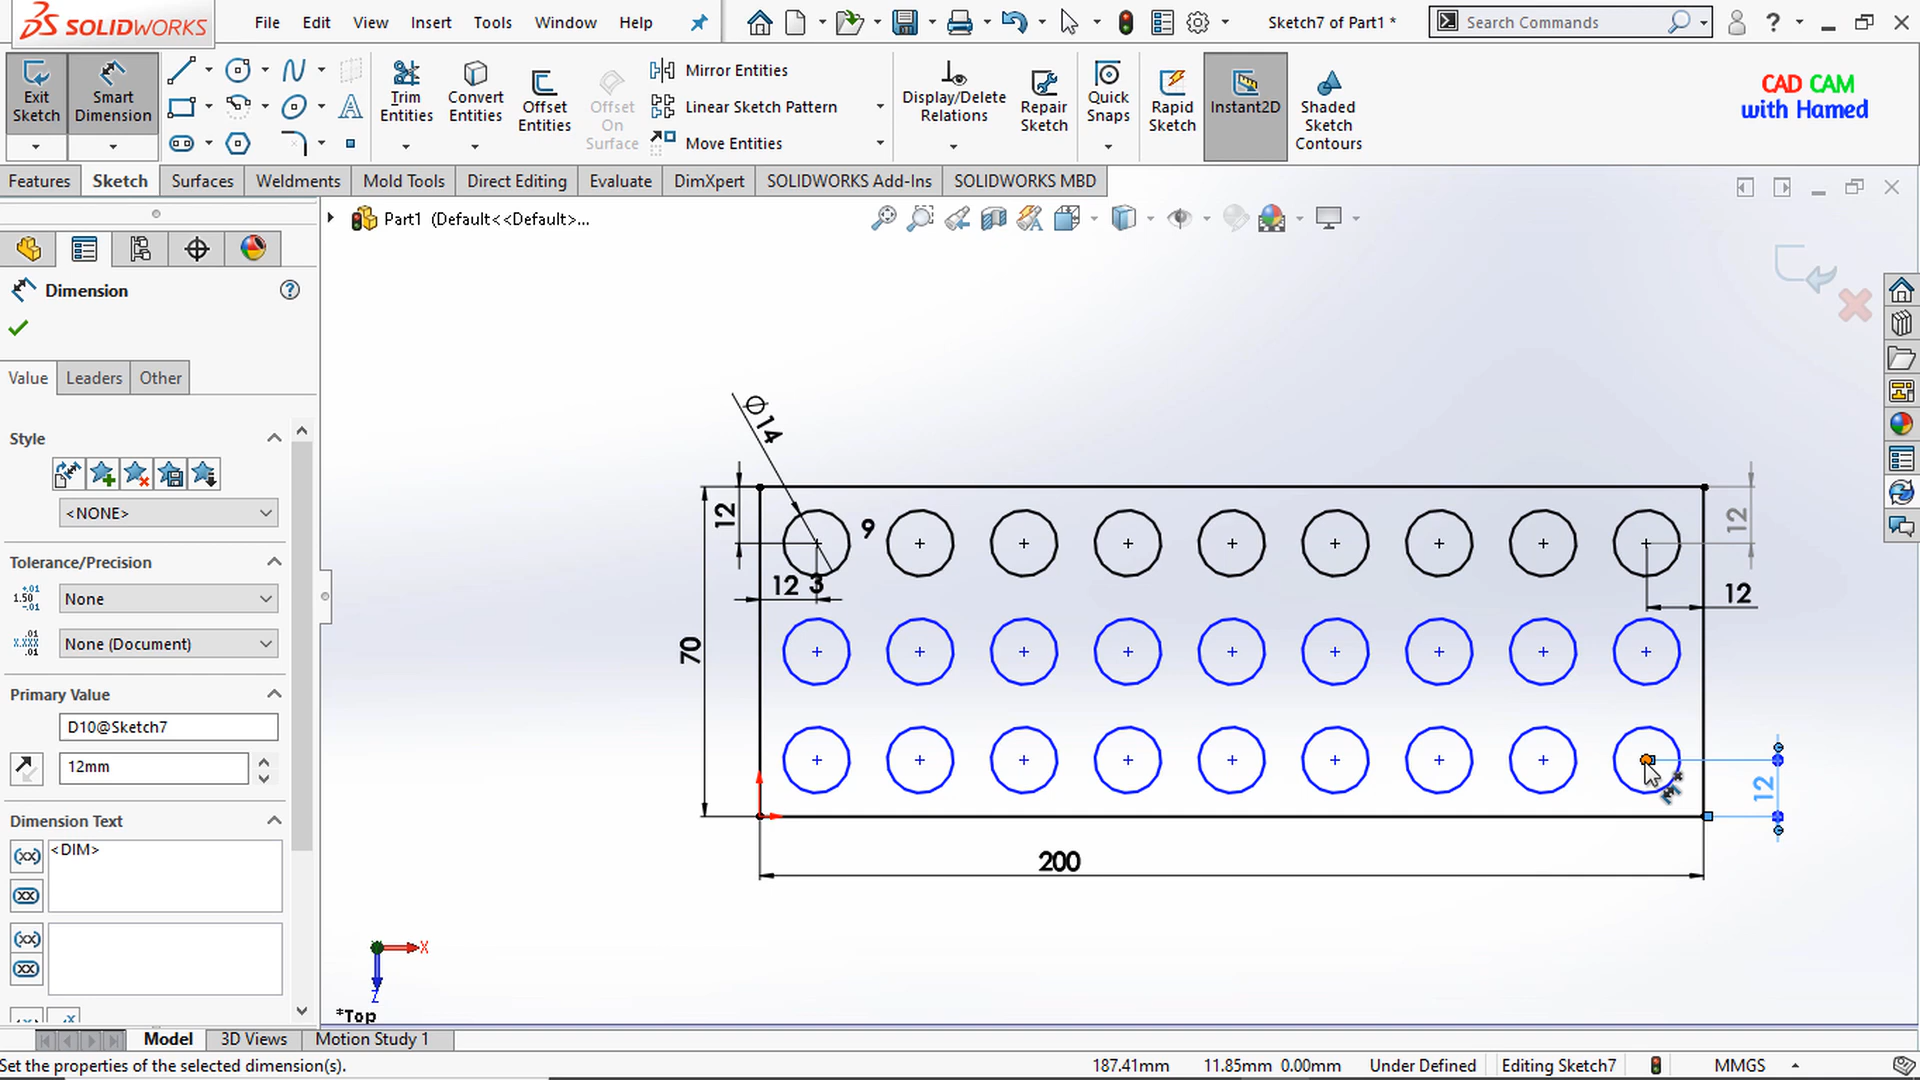 SOLIDWORKS File Edit View Insert Tools Window Help Sketch7 of Part1 * Search Commands ?
Exit Sketch
Smart Dimension
Trim Entities
Convert Entities
Offset Entities
Offset On Surface
Mirror Entities
Linear Sketch Pattern
Move Entities
Display/Delete Relations
Repair Sketch
Quick Snaps
Rapid Sketch
Instant2D
Shaded Sketch Contours
CAD CAM
with Hamed
Features Sketch Surfaces Weldments Mold Tools Direct Editing Evaluate DimXpert SOLIDWORKS Add-Ins SOLIDWORKS MBD
Part1 (Default<<Default>...
Dimension
Value Leaders Other
Style
<NONE>
Tolerance/Precision
None
None (Document)
Primary Value
D10@Sketch7
12mm
Dimension Text
<DIM>
(xx)
xx
(xx)
xx
Ø14
12
9
12 3
12
12
70
12
200
X
Z
*Top
Model 3D Views Motion Study 1
Set the properties of the selected dimension(s). 187.41mm 11.85mm 0.00mm Under Defined Editing Sketch7 MMGS